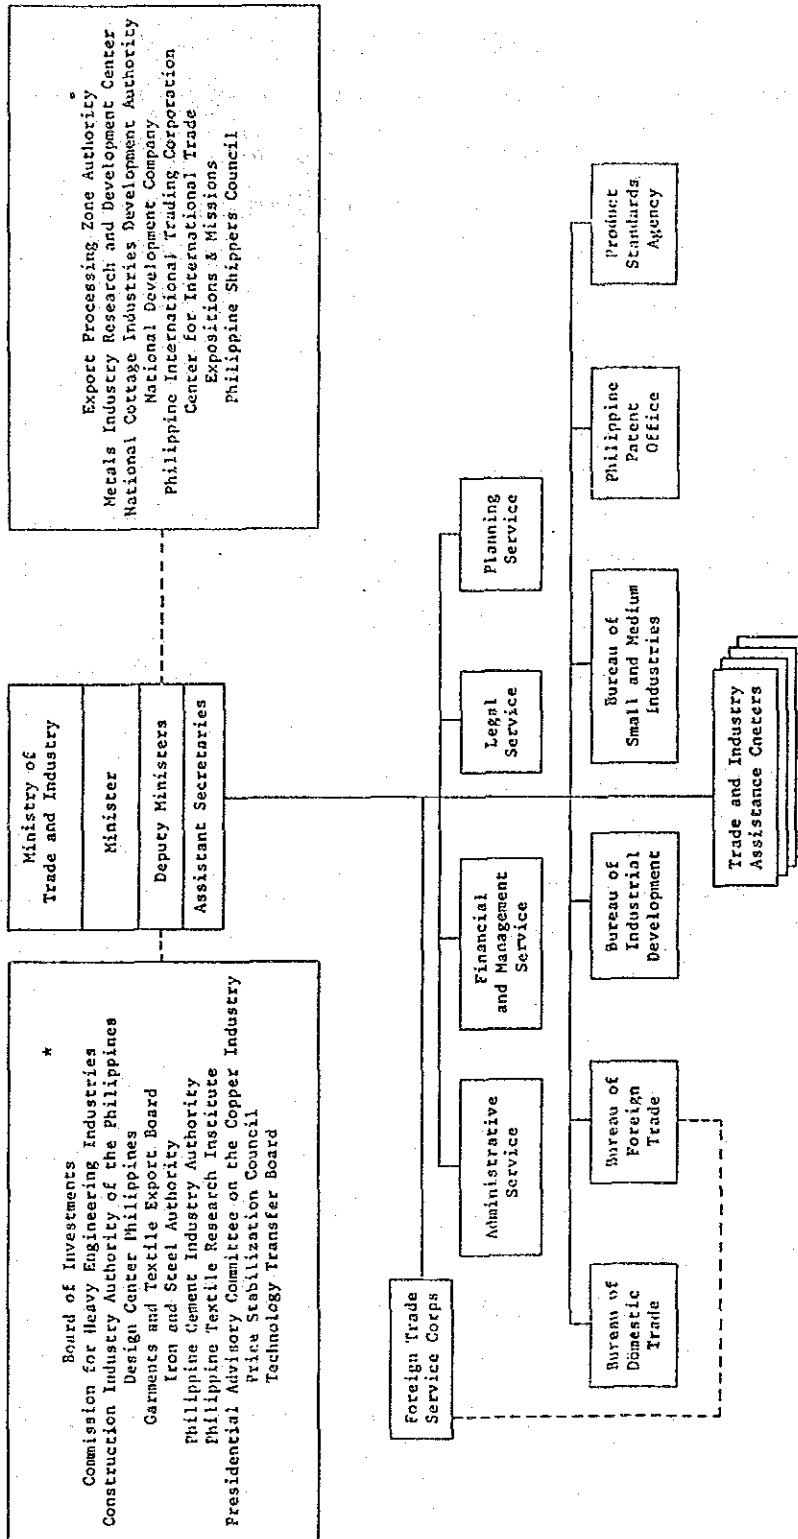 Ministry of
Trade and Industry
Minister
Deputy Ministers
Assistant Secretaries
Board of Investments *
Commission for Heavy Engineering Industries
Construction Industry Authority of the Philippines
Design Center Philippines
Garments and Textile Export Board
Iron and Steel Authority
Philippine Cement Industry Authority
Philippine Textile Research Institute
Presidential Advisory Committee on the Copper Industry
Price Stabilization Council
Technology Transfer Board
Export Processing Zone Authority*
Metals Industry Research and Development Center
National Cottage Industries Development Authority
National Development Company
Philippine International Trading Corporation
Center for International Trade
Expositions & Missions
Philippine Shippers Council
Foreign Trade
Service Corps
Administrative
Service
Financial
and Management
Service
Legal
Service
Planning
Service
Bureau of
Domestic
Trade
Bureau of
Foreign
Trade
Bureau of
Industrial
Development
Bureau of
Small and Medium
Industries
Philippine
Patent
Office
Product
Standards
Agency
Trade and Industry
Assistance Cneters